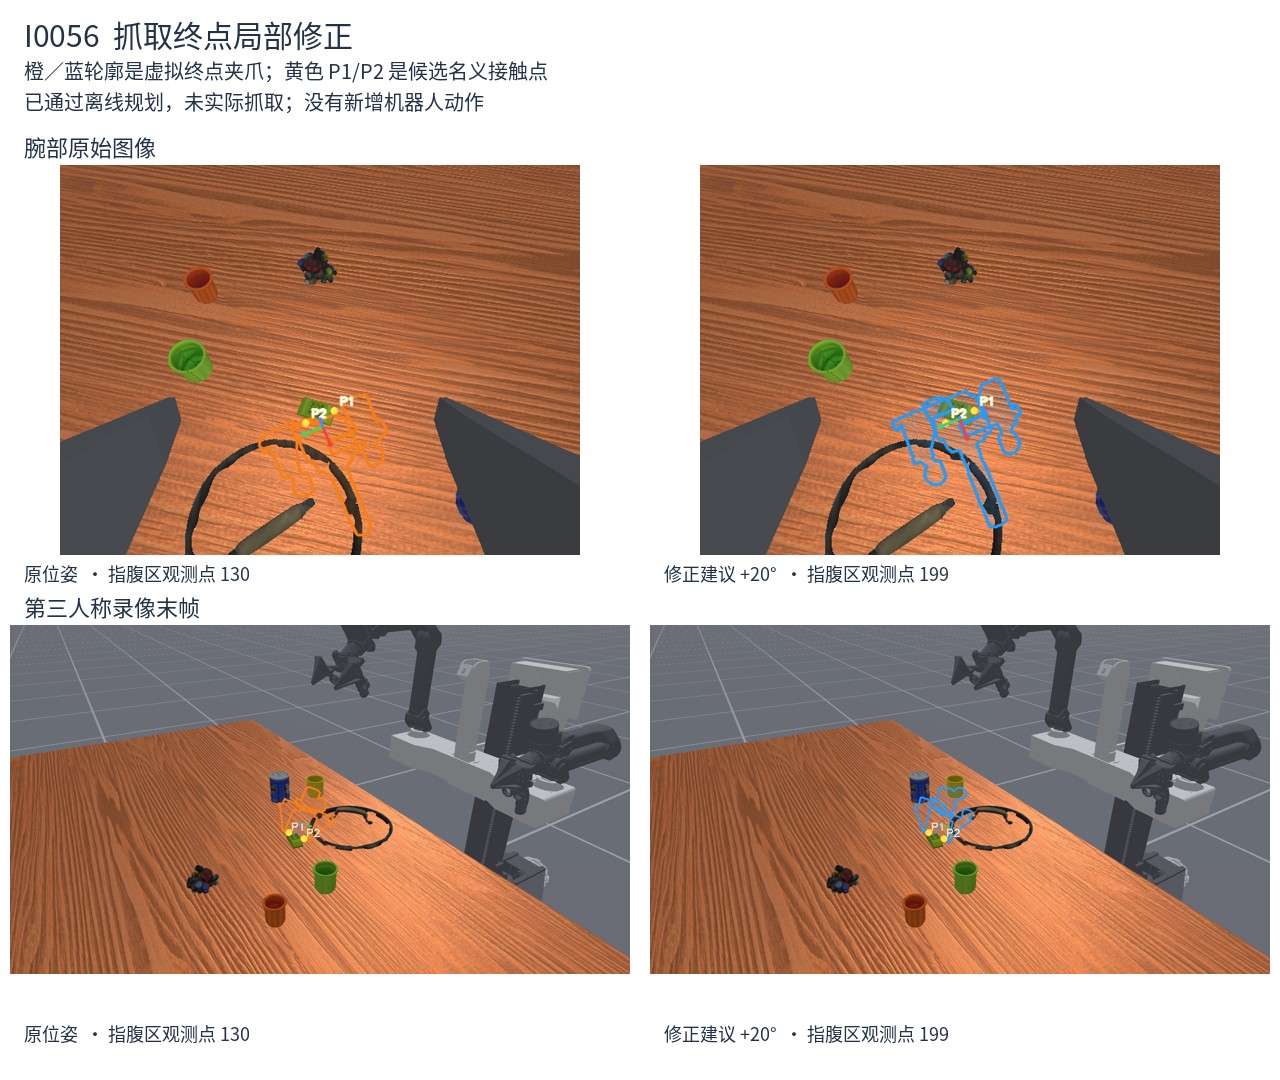 I0056 抓取终点局部修正
橙／蓝轮廓是虚拟终点夹爪；黄色 P1/P2 是候选名义接触点
已通过离线规划，未实际抓取；没有新增机器人动作
腕部原始图像
P1
P2
P1
P2
原位姿 · 指腹区观测点 130
修正建议 +20° · 指腹区观测点 199
第三人称录像末帧
P1
P2
P1
P2
原位姿 · 指腹区观测点 130
修正建议 +20° · 指腹区观测点 199